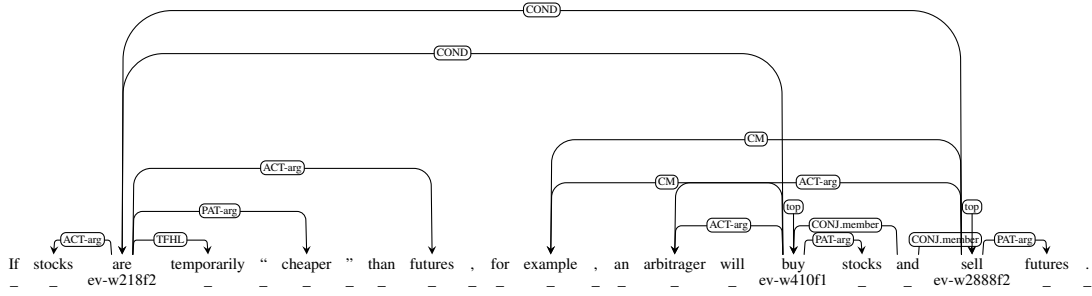 COND
COND
CM
ACT-arg
CM
ACT-arg
PAT-arg
top
top
ACT-arg
CONJ.member
ACT-arg
TFHL
PAT-arg
CONJ.member
PAT-arg
If stocks are temporarily “ cheaper ” than futures , for example , an arbitrager will buy stocks and sell futures .
_ _ ev-w218f2 _ _ _ _ _ _ _ _ _ _ _ _ _ ev-w410f1 _ _ ev-w2888f2 _ _